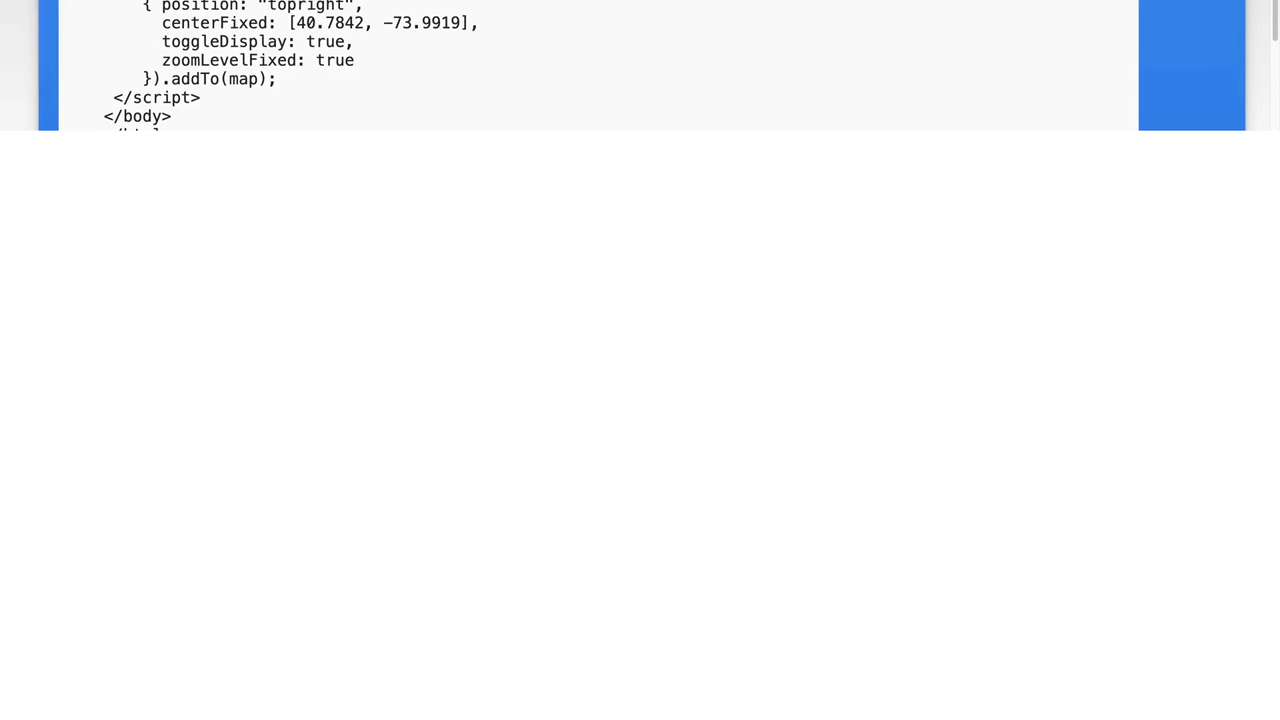 { position: "topright",
centerFixed: [40.7842, -73.9919],
toggleDisplay: true,
zoomLevelFixed: true
}).addTo(map);
</script>
</body>